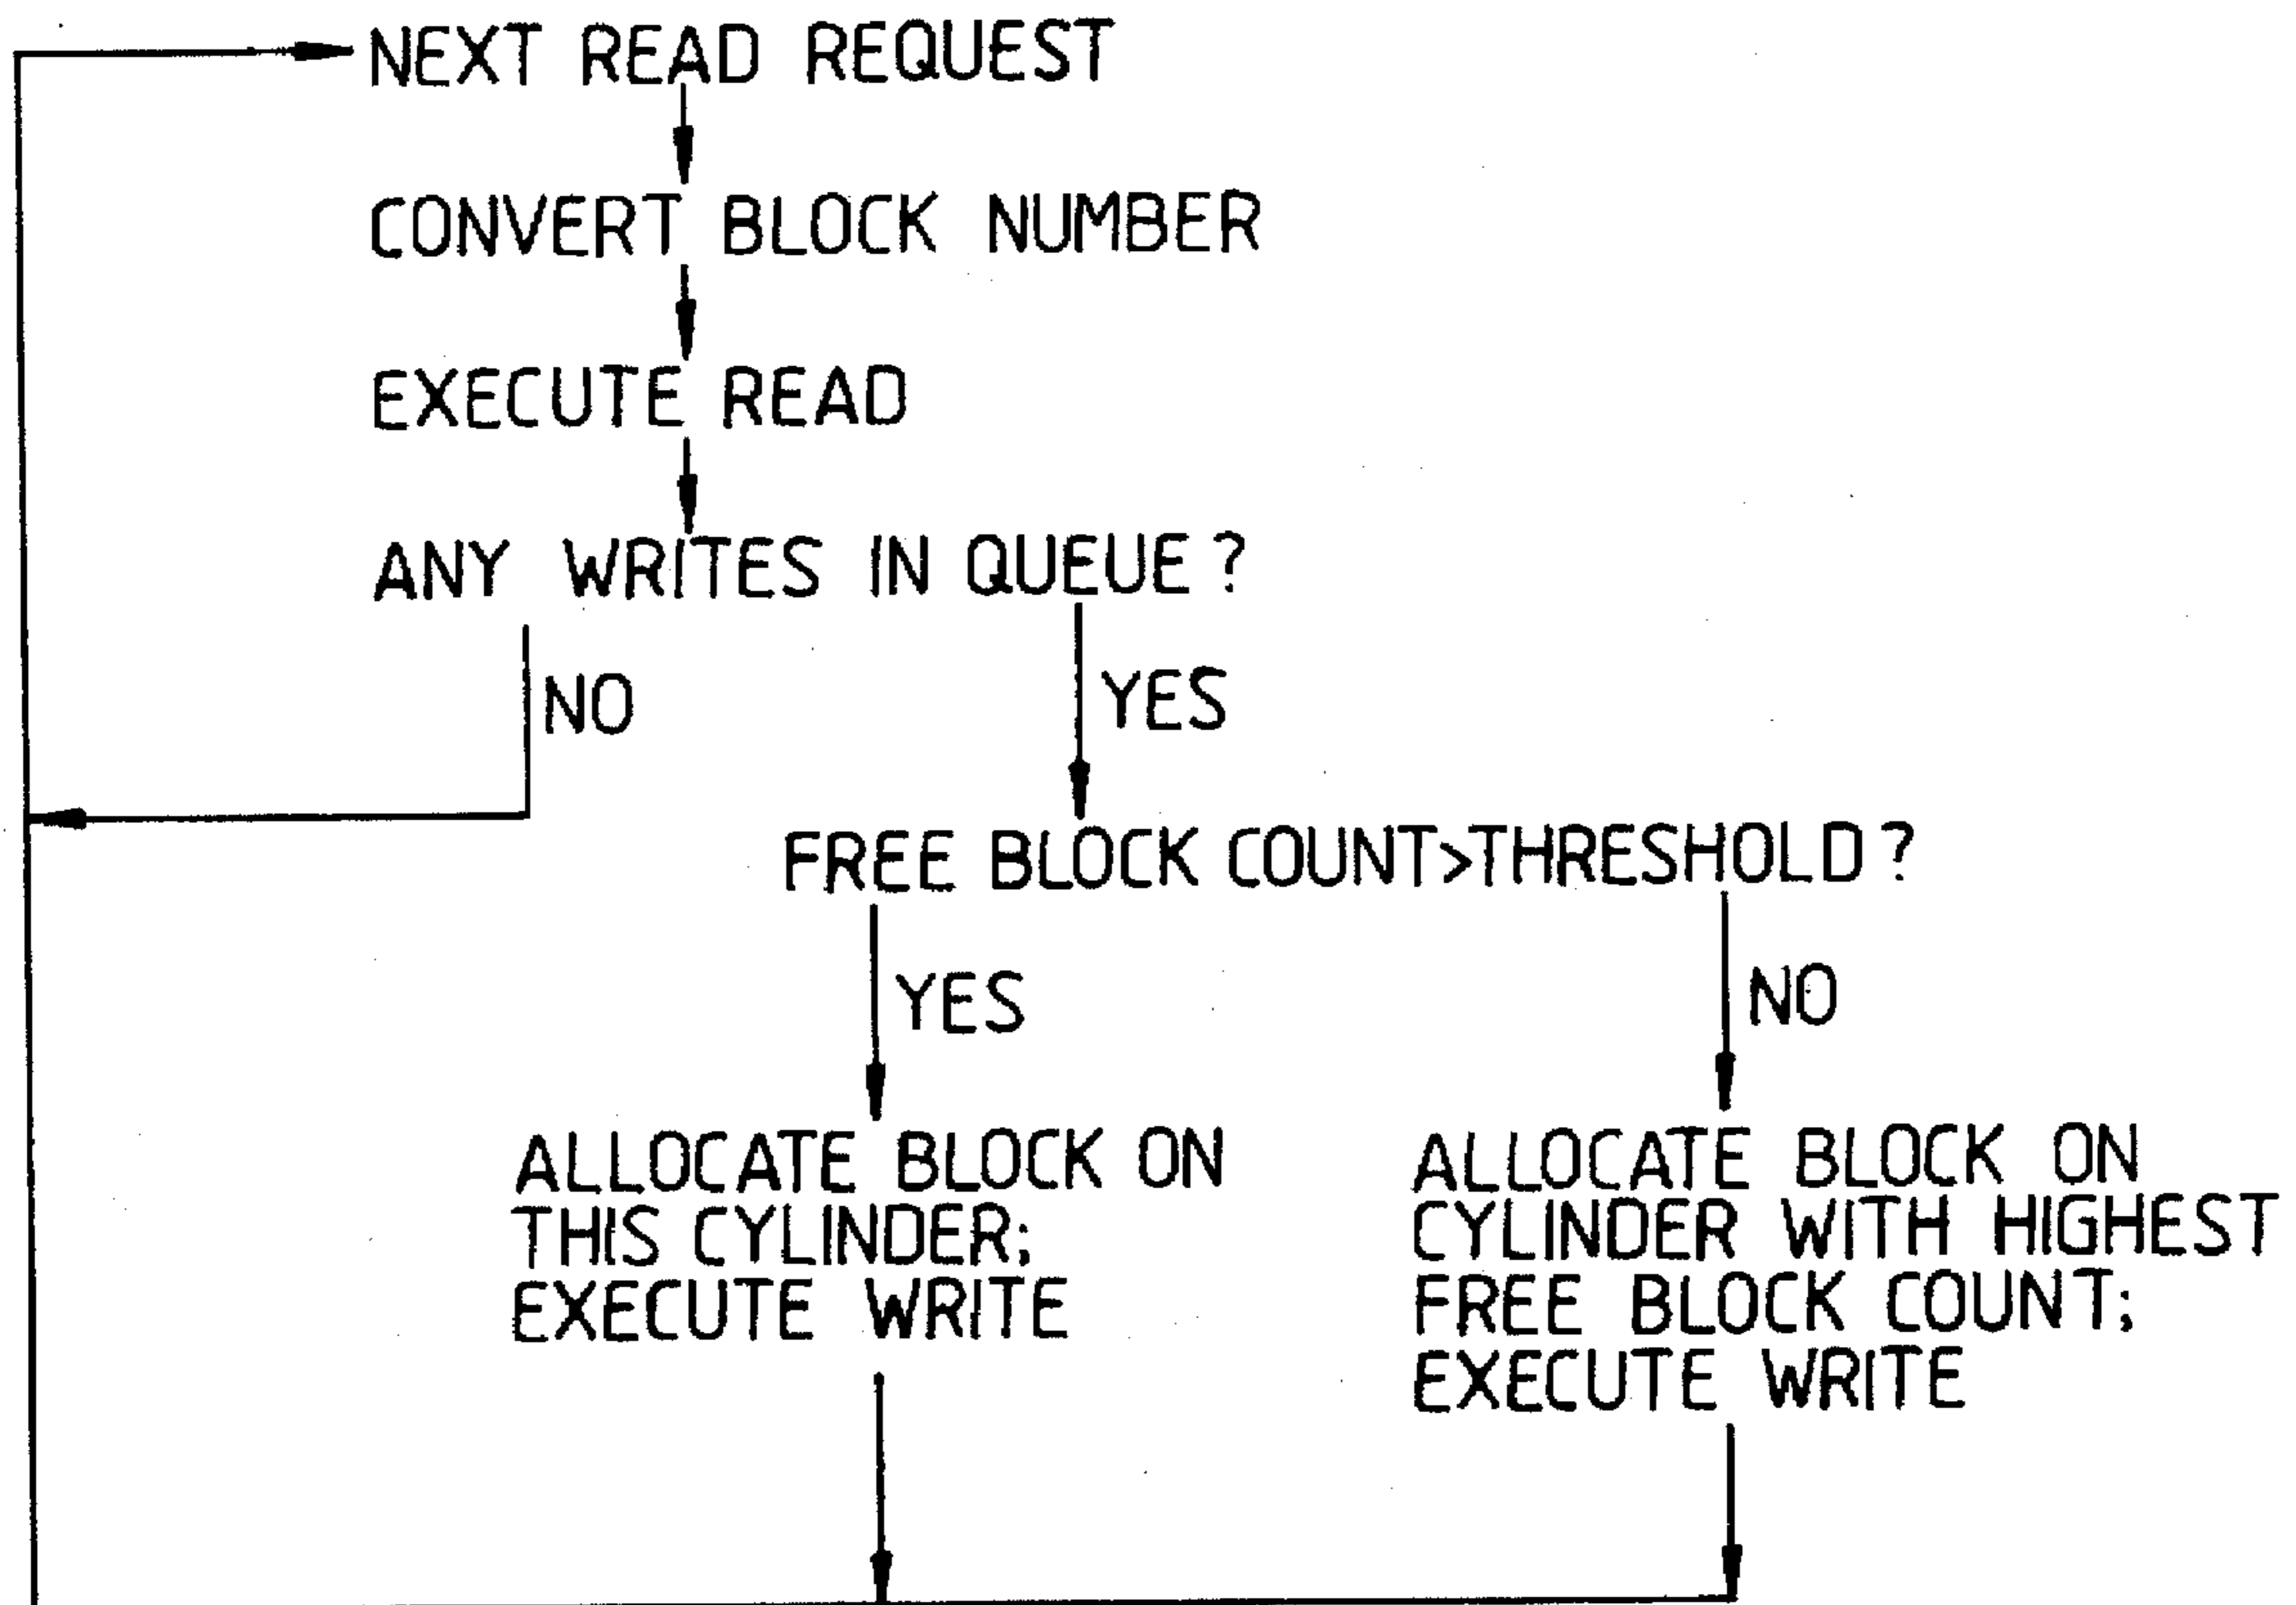 NEXT READ REQUEST
CONVERT BLOCK NUMBER
EXECUTE READ
ANY WRITES IN QUEUE?
NO
YES
FREE BLOCK COUNT>THRESHOLD?
YES
NO
ALLOCATE BLOCK ON
THIS CYLINDER;
EXECUTE WRITE
ALLOCATE BLOCK ON
CYLINDER WITH HIGHEST
FREE BLOCK COUNT;
EXECUTE WRITE